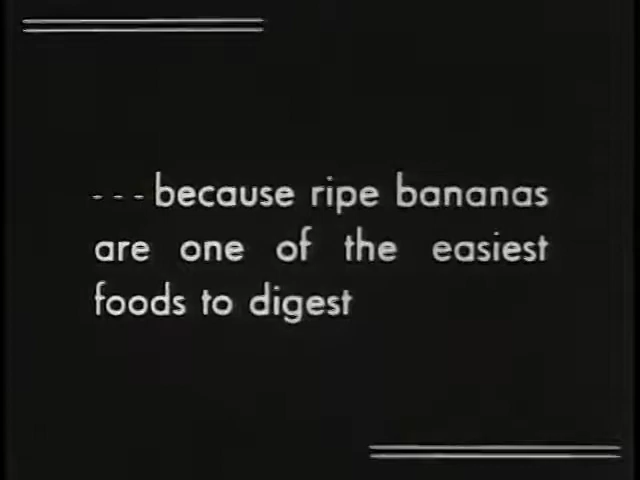 - - - because ripe bananas
are one of the easiest
foods to digest